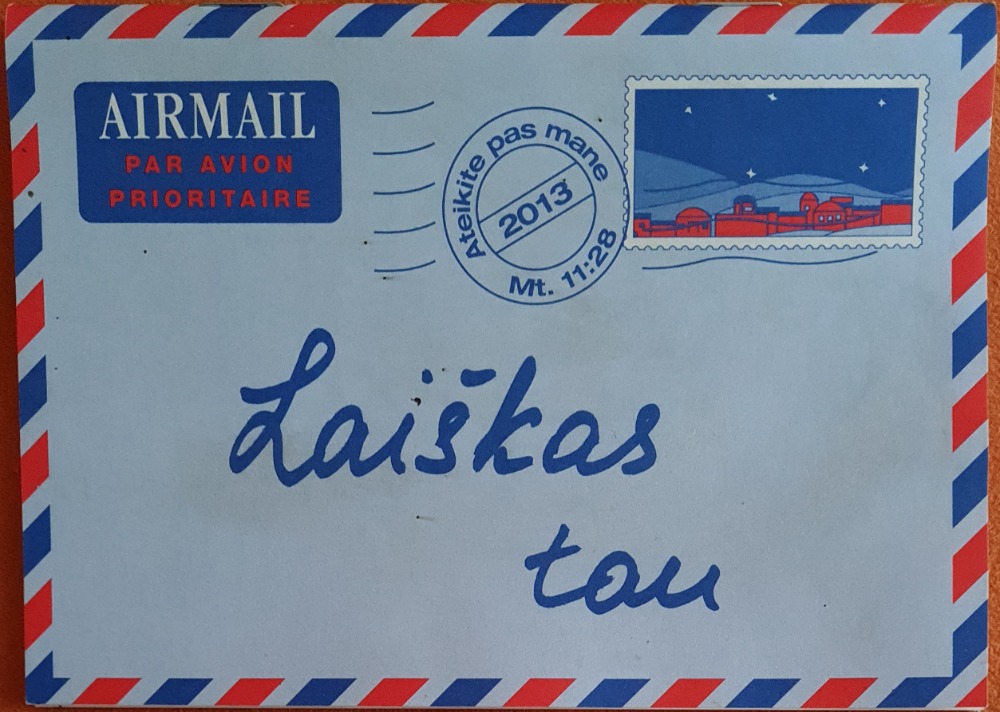 AIRMAIL
PAR AVION
PRIORITAIRE
Ateikite pas mane
2013
Mt. 11:28
Laiškas
tau